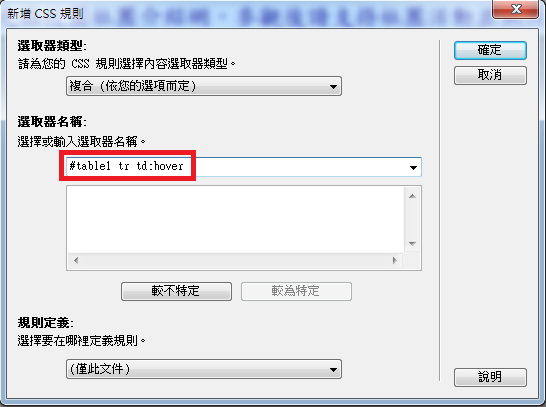 新增 CSS 規則
選取器類型:
請為您的 CSS 規則選擇內容選取器類型。
複合 (依您的選項而定)
選取器名稱:
選擇或輸入選取器名稱。
#table1 tr td:hover
較不特定
較為特定
規則定義:
選擇要在哪裡定義規則。
(僅此文件)
確定
取消
說明